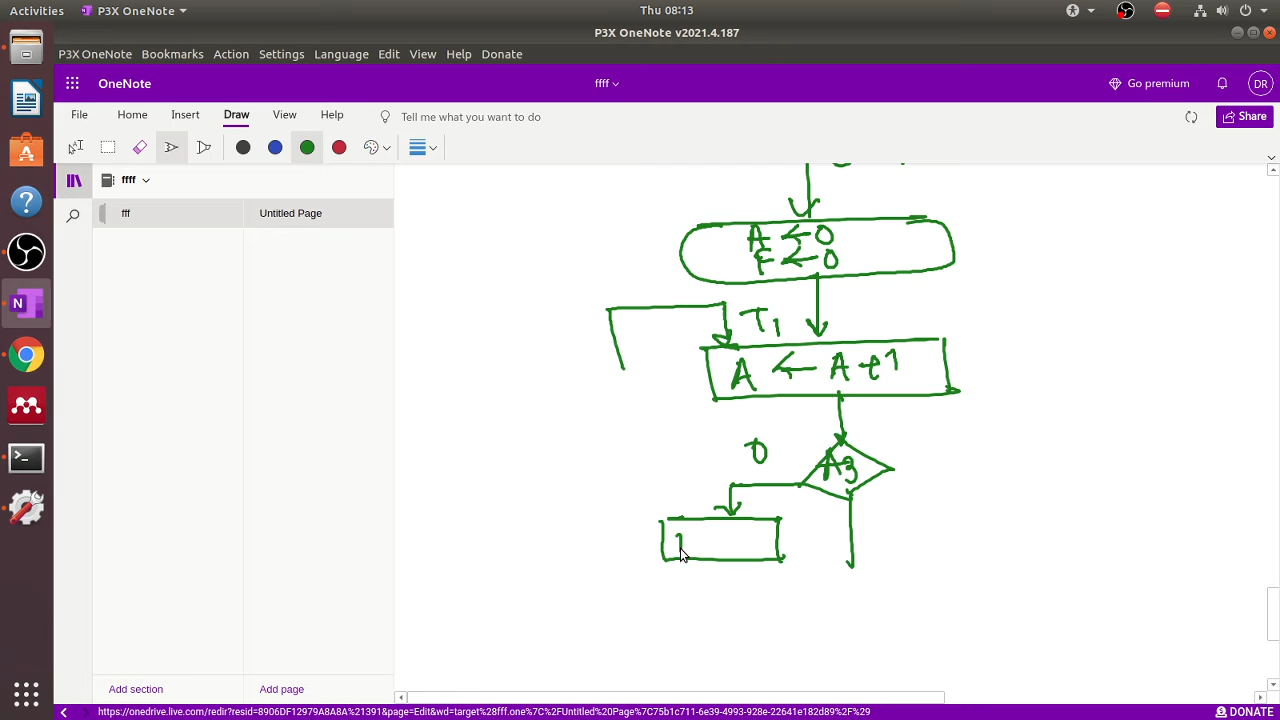 Activities P3X OneNote Thu 08:13
P3X OneNote v2021.4.187
P3X OneNote Bookmarks Action Settings Language Edit View Help Donate
OneNote ffff Go premium DR
File Home Insert Draw View Help Tell me what you want to do Share
ffff
fff Untitled Page
A ← 0
F ← 0
T1
A ← A + 1
0
A3
Add section Add page
https://onedrive.live.com/redir?resid=8906DF12979A8A8A%21391&page=Edit&wd=target%28fff.one%7C%2FUntitled%20Page%7C75b1c711-6e39-4993-928e-22641e182d89%2F%29 DONATE